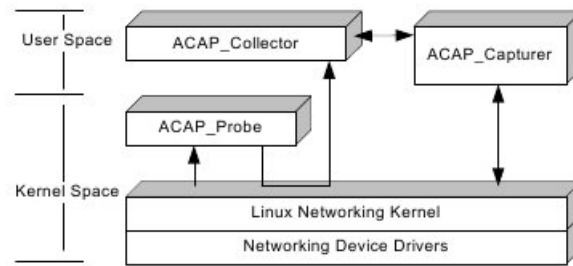 User Space
ACAP_Collector
ACAP_Capturer
ACAP_Probe
Kernel Space
Linux Networking Kernel
Networking Device Drivers